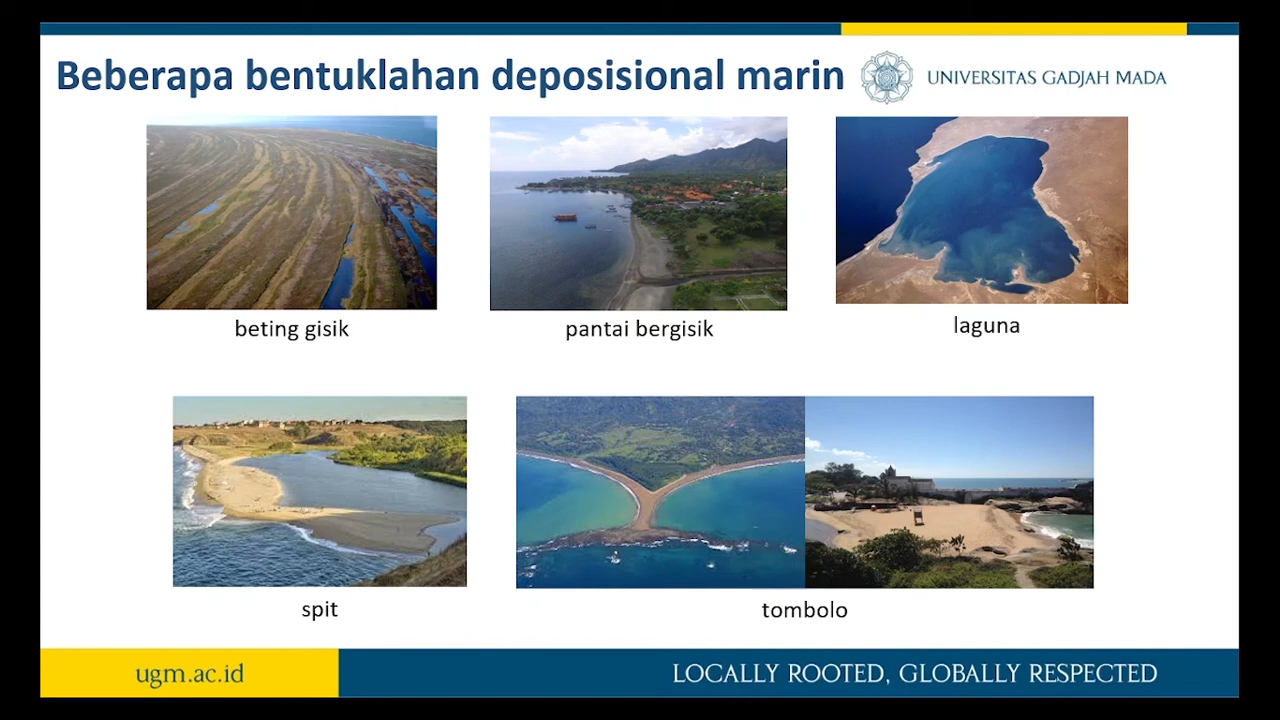 Beberapa bentuklahan deposisional marin
UNIVERSITAS GADJAH MADA
beting gisik
pantai bergisik
laguna
spit
tombolo
ugm.ac.id
LOCALLY ROOTED, GLOBALLY RESPECTED